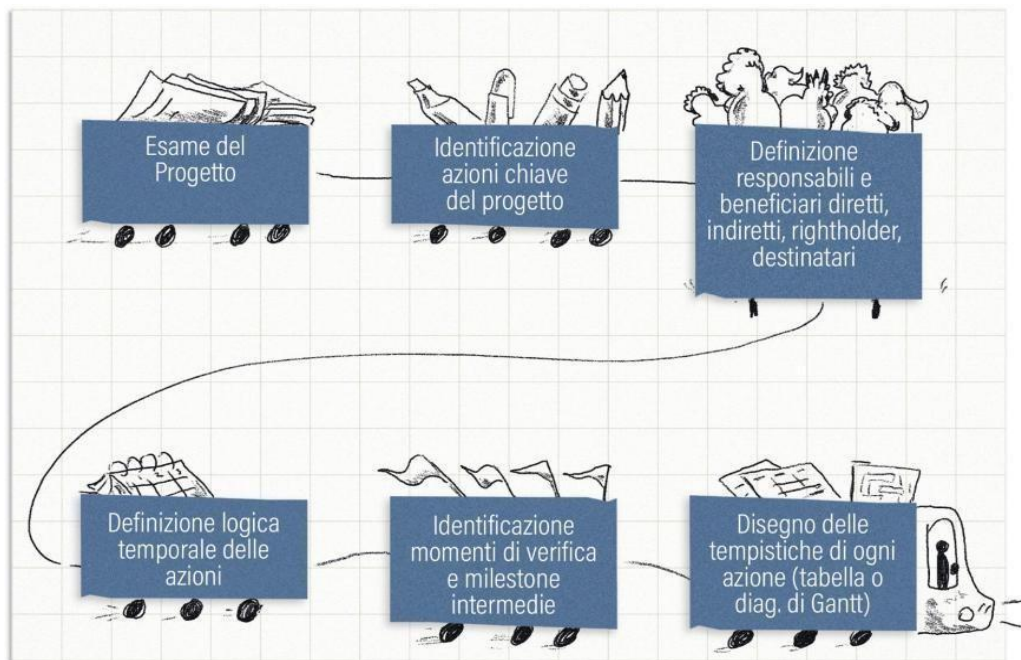 Esame del
Progetto
Identificazione
azioni chiave
del progetto
Definizione
responsabili e
beneficiari diretti,
indiretti, rightholder,
destinatari
Definizione logica
temporale delle
azioni
Identificazione
momenti di verifica
e milestone
intermedie
Disegno delle
tempistiche di ogni
azione (tabella o
diag. di Gantt)